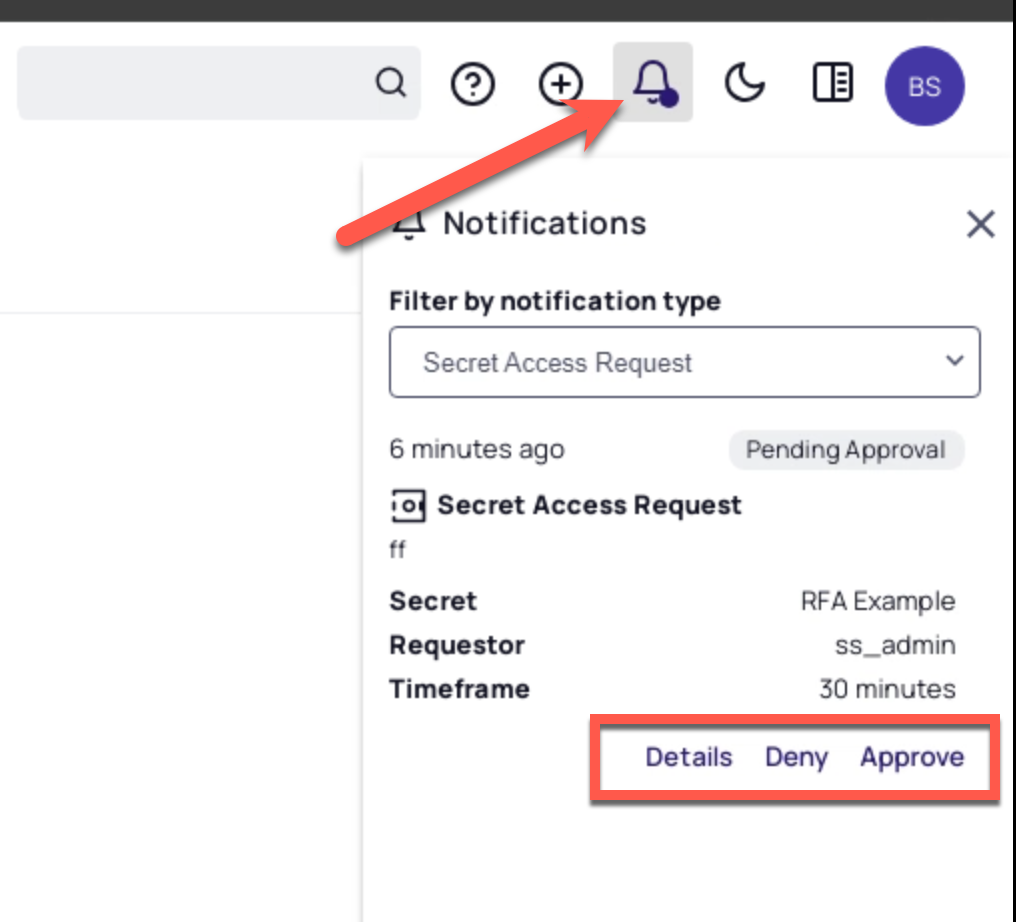 BS
Notifications
Filter by notification type
Secret Access Request
6 minutes ago Pending Approval
Secret Access Request
ff
Secret RFA Example
Requestor ss_admin
Timeframe 30 minutes
Details Deny Approve